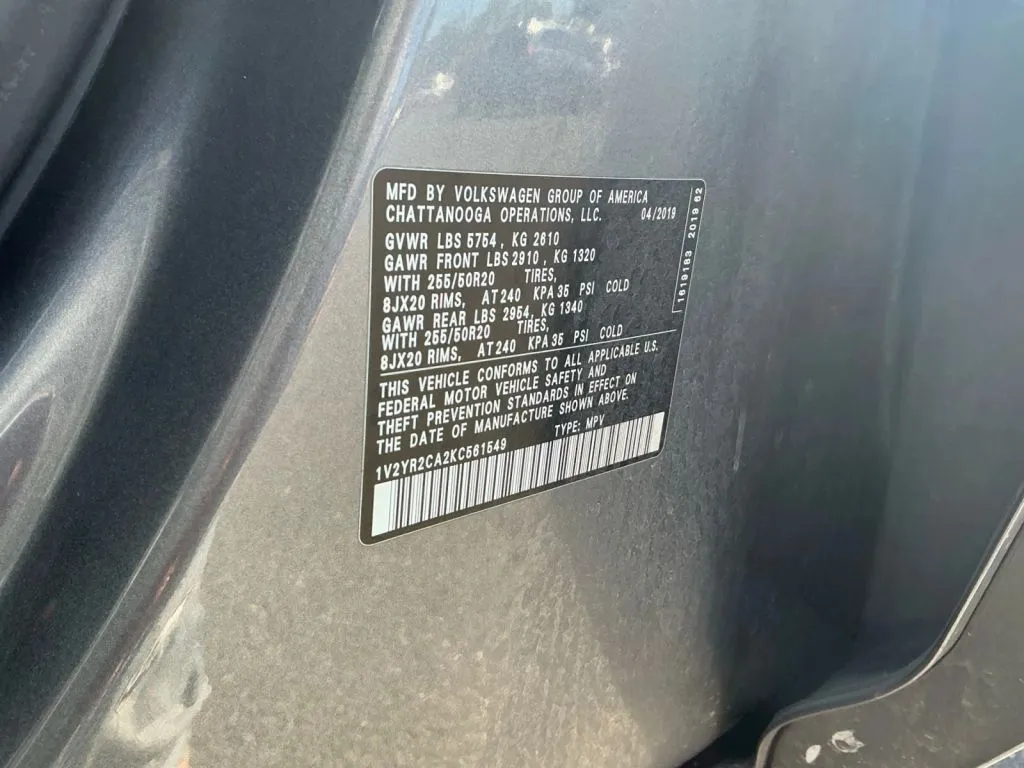 MFD BY VOLKSWAGEN GROUP OF AMERICA
CHATTANOOGA OPERATIONS, LLC. 04/2019
GVWR LBS 5754, KG 2610
GAWR FRONT LBS 2910, KG 1320
WITH 255/50R20 TIRES,
8JX20 RIMS, AT 240 KPA 35 PSI COLD
GAWR REAR LBS 2954, KG 1340
WITH 255/50R20 TIRES,
8JX20 RIMS, AT 240 KPA 35 PSI COLD
THIS VEHICLE CONFORMS TO ALL APPLICABLE U.S.
FEDERAL MOTOR VEHICLE SAFETY AND
THEFT PREVENTION STANDARDS IN EFFECT ON
THE DATE OF MANUFACTURE SHOWN ABOVE.
1V2YR2CA2KC561549 TYPE: MPV
1619183 2019 62